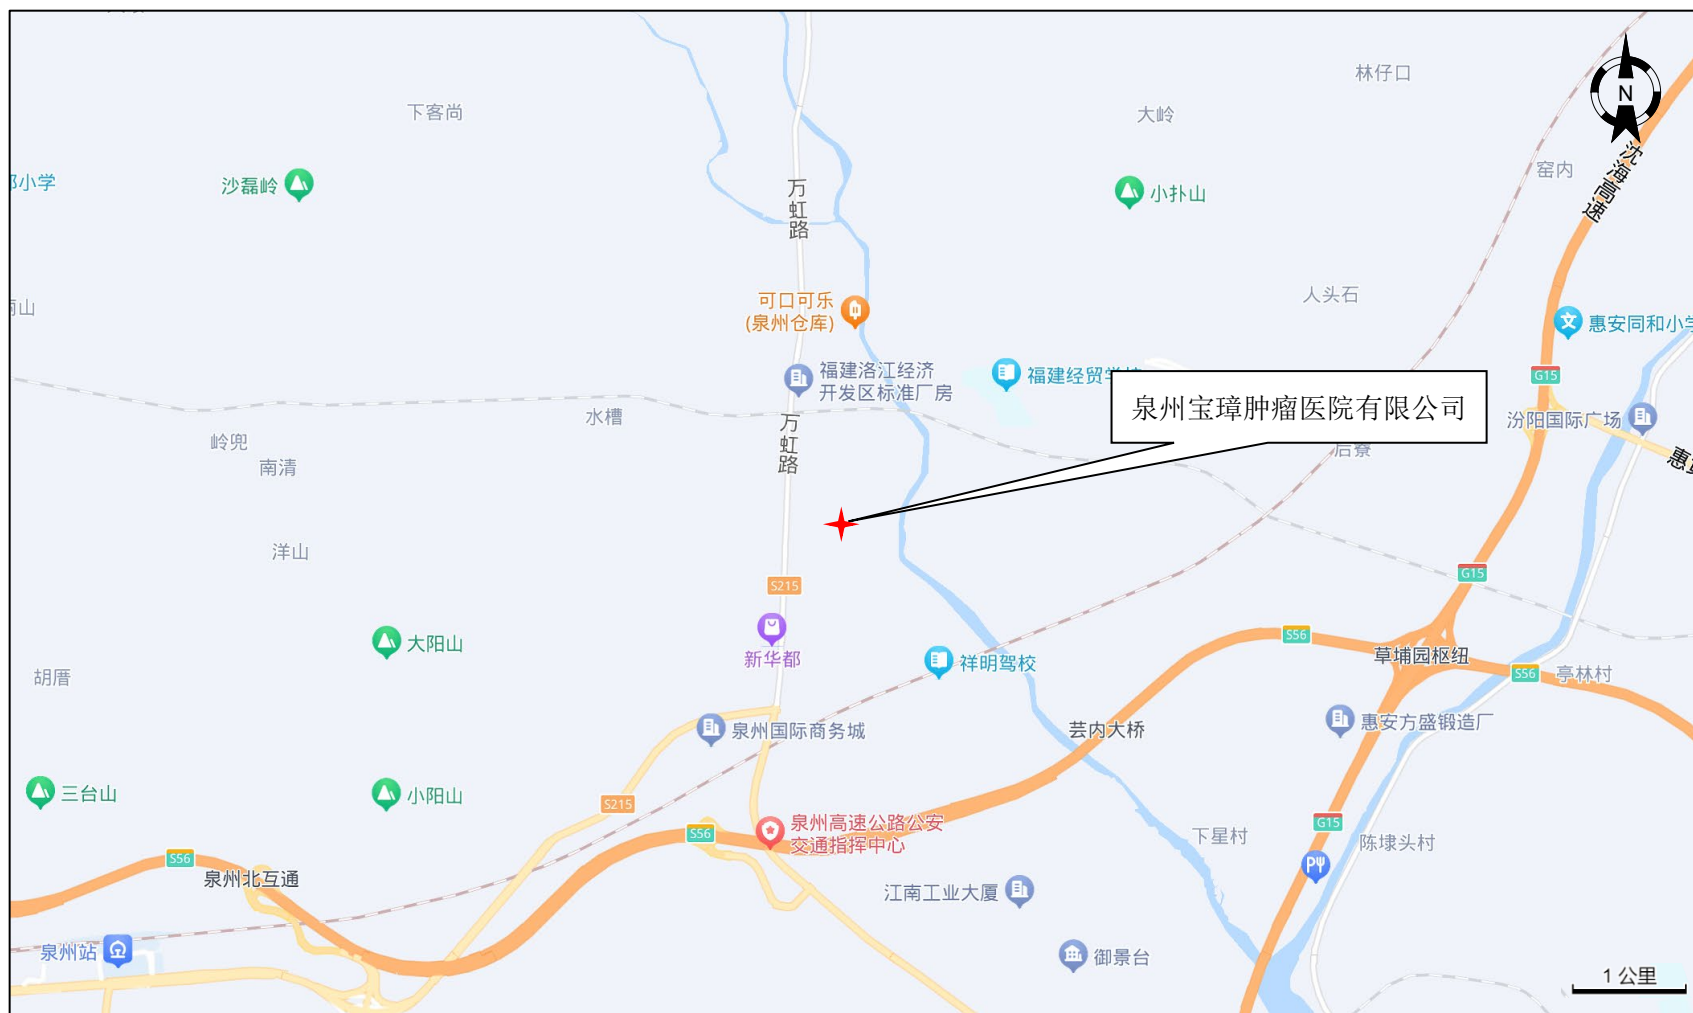 林仔口
下客尚
大岭
N
沈海高速
窑内
小学
沙磊岭
万虹路
小扑山
人头石
山
可口可乐
(泉州仓库)
惠安同和小学
福建洛江经济
开发区标准厂房
福建经贸学校
G15
泉州宝璋肿瘤医院有限公司
水槽
汾阳国际广场
岭兜
万虹路
后寮
南清
惠
洋山
G15
S215
S56
大阳山
新华都
祥明驾校
草埔园枢纽
胡厝
S56
亭林村
泉州国际商务城
芸内大桥
惠安方盛锻造厂
三台山
小阳山
S215
S56
泉州高速公路公安
交通指挥中心
G15
下星村
陈埭头村
S56
泉州北互通
P
江南工业大厦
泉州站
御景台
1 公里